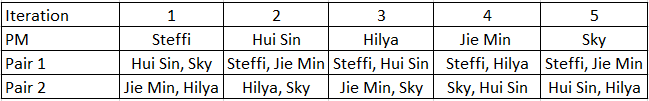 Iteration 1 2 3 4 5
PM Steffi Hui Sin Hilya Jie Min Sky
Pair 1 Hui Sin, Sky Steffi, Jie Min Steffi, Hui Sin Steffi, Hilya Steffi, Jie Min
Pair 2 Jie Min, Hilya Hilya, Sky Jie Min, Sky Sky, Hui Sin Hui Sin, Hilya